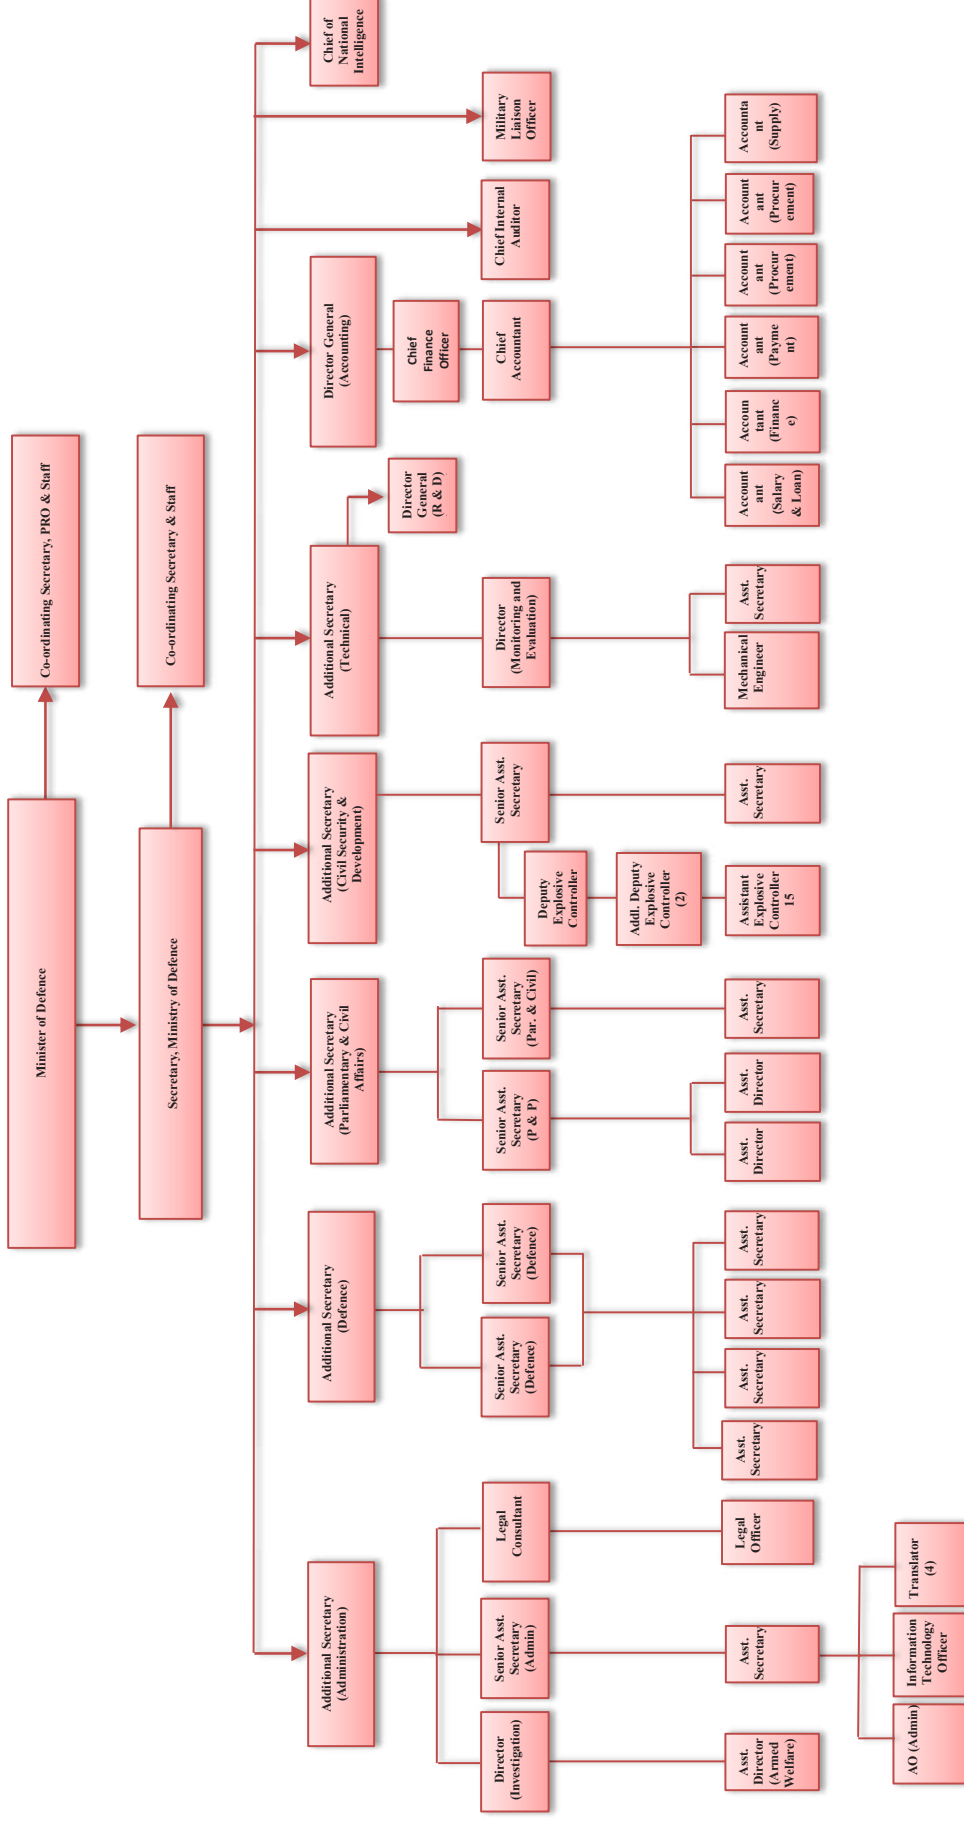 Minister of Defence
Co-ordinating Secretary, PRO & Staff
Secretary, Ministry of Defence
Co-ordinating Secretary & Staff
Additional Secretary
(Administration)
Additional Secretary
(Defence)
Additional Secretary
(Parliamentary & Civil
Affairs)
Additional Secretary
(Civil Security &
Development)
Additional Secretary
(Technical)
Director General
(Accounting)
Chief of
National
Intelligence
Director
General
(R & D)
Chief
Finance
Officer
Director
(Investigation)
Senior Asst.
Secretary
(Admin)
Legal
Consultant
Senior Asst.
Secretary
(Defence)
Senior Asst.
Secretary
(Defence)
Senior Asst.
Secretary
(P & P)
Senior Asst.
Secretary
(Par. & Civil)
Senior Asst.
Secretary
Director
(Monitoring and
Evaluation)
Chief
Accountant
Chief Internal
Auditor
Military
Liaison
Officer
Deputy
Explosive
Controller
Addl. Deputy
Explosive
Controller
(2)
Asst.
Director
(Armed
Welfare)
Asst.
Secretary
Legal
Officer
Asst.
Secretary
Asst.
Secretary
Asst.
Secretary
Asst.
Secretary
Asst.
Director
Asst.
Director
Asst.
Secretary
Assistant
Explosive
Controller
15
Asst.
Secretary
Mechanical
Engineer
Asst.
Secretary
Account
ant
(Salary
& Loan)
Accoun
tant
(Financ
e)
Account
ant
(Payme
nt)
Account
ant
(Procur
ement)
Account
ant
(Procur
ement)
Accounta
nt
(Supply)
AO (Admin)
Information
Technology
Officer
Translator
(4)